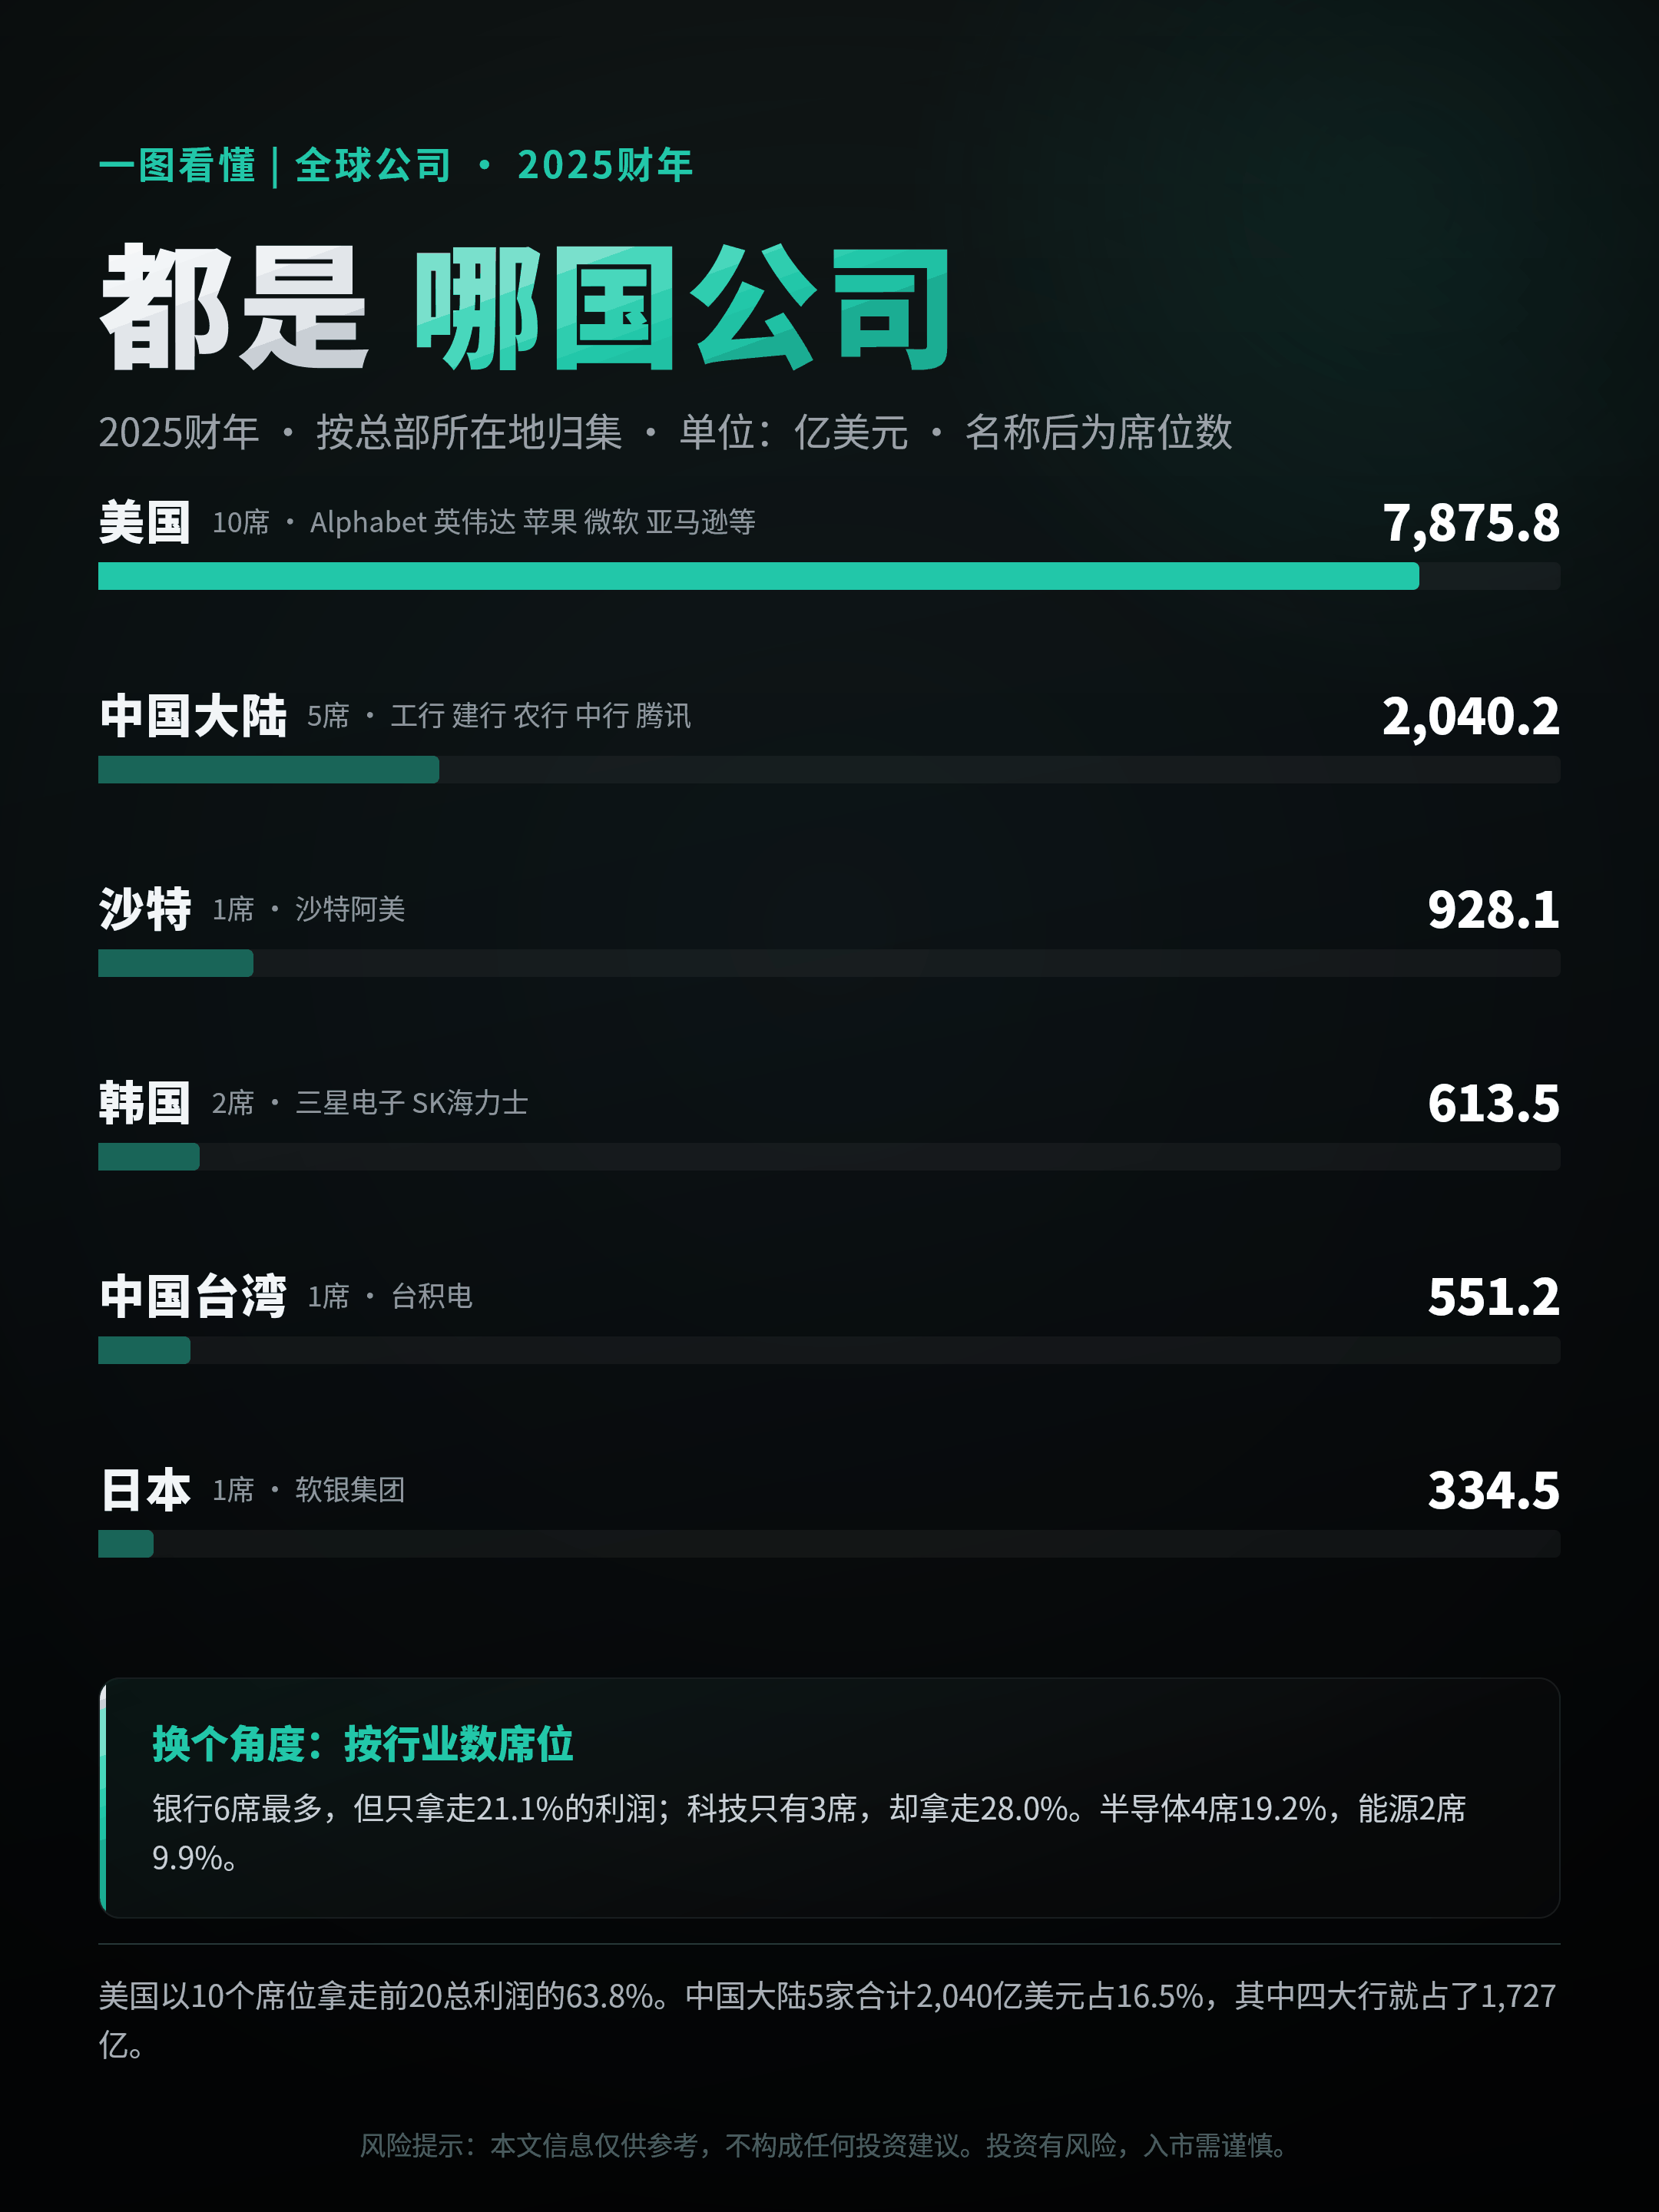 一图看懂 | 全球公司 · 2025财年
都是 哪国公司
2025财年 · 按总部所在地归集 · 单位：亿美元 · 名称后为席位数
美国 10席 · Alphabet 英伟达 苹果 微软 亚马逊等 7,875.8
中国大陆 5席 · 工行 建行 农行 中行 腾讯 2,040.2
沙特 1席 · 沙特阿美 928.1
韩国 2席 · 三星电子 SK海力士 613.5
中国台湾 1席 · 台积电 551.2
日本 1席 · 软银集团 334.5
换个角度：按行业数席位
银行6席最多，但只拿走21.1%的利润；科技只有3席，却拿走28.0%。半导体4席19.2%，能源2席
9.9%。
美国以10个席位拿走前20总利润的63.8%。中国大陆5家合计2,040亿美元占16.5%，其中四大行就占了1,727
亿。
风险提示：本文信息仅供参考，不构成任何投资建议。投资有风险，入市需谨慎。